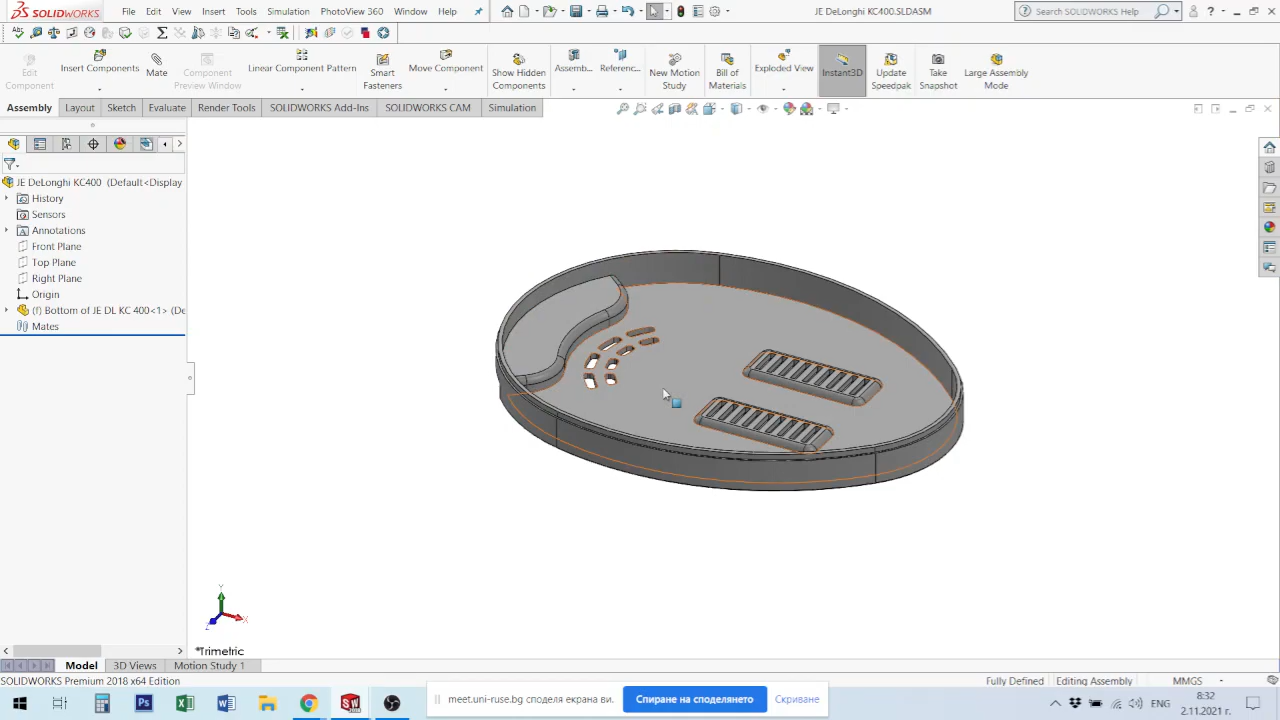 SOLIDWORKS
File Edit View Insert Tools Simulation PhotoView 360 Window Help
JE DeLonghi KC400.SLDASM
Search SOLIDWORKS Help
Edit Component
Insert Components
Mate
Component Preview Window
Linear Component Pattern
Smart Fasteners
Move Component
Show Hidden Components
Assemb...
Referenc...
New Motion Study
Bill of Materials
Exploded View
Instant3D
Update Speedpak
Take Snapshot
Large Assembly Mode
Assembly Layout Sketch Evaluate Render Tools SOLIDWORKS Add-Ins SOLIDWORKS CAM Simulation
JE DeLonghi KC400 (Default<Display
History
Sensors
Annotations
Front Plane
Top Plane
Right Plane
Origin
(f) Bottom of JE DL KC 400<1> (De
Mates
Y
X
Z
*Trimetric
Model 3D Views Motion Study 1
SOLIDWORKS Premium 2018 x64 Edition
Fully Defined Editing Assembly MMGS
meet.uni-ruse.bg споделя екрана ви.
Спиране на споделянето
Скриване
ENG
8:32
2.11.2021 г.